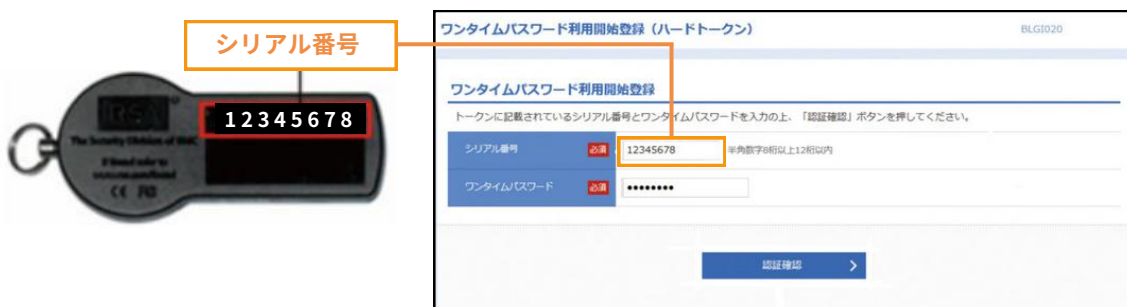 シリアル番号
RSA
The Security Division of EMC
If found refer to
12345678
ワンタイムパスワード利用開始登録（ハードトークン）
BLGI020
ワンタイムパスワード利用開始登録
トークンに記載されているシリアル番号とワンタイムパスワードを入力の上、「認証確認」ボタンを押してください。
シリアル番号 必須 12345678 半角数字8桁以上12桁以内
ワンタイムパスワード 必須 ••••••••
認証確認